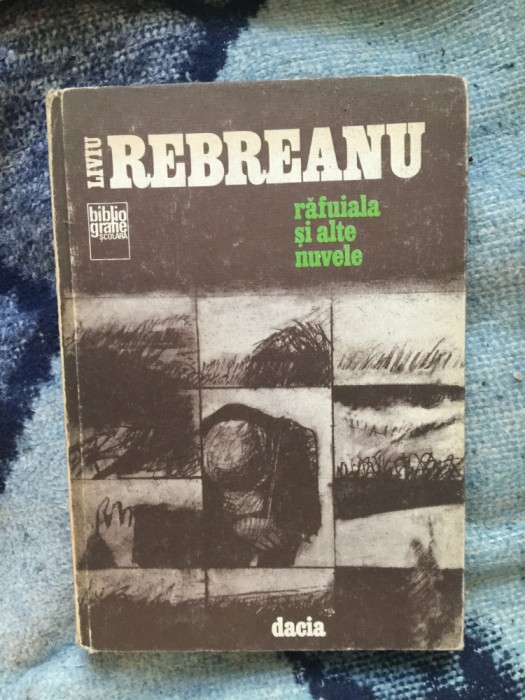 LIVIU
REBREANU
răfuiala
și alte
nuvele
biblio
grafie
ȘCOLARĂ
dacia